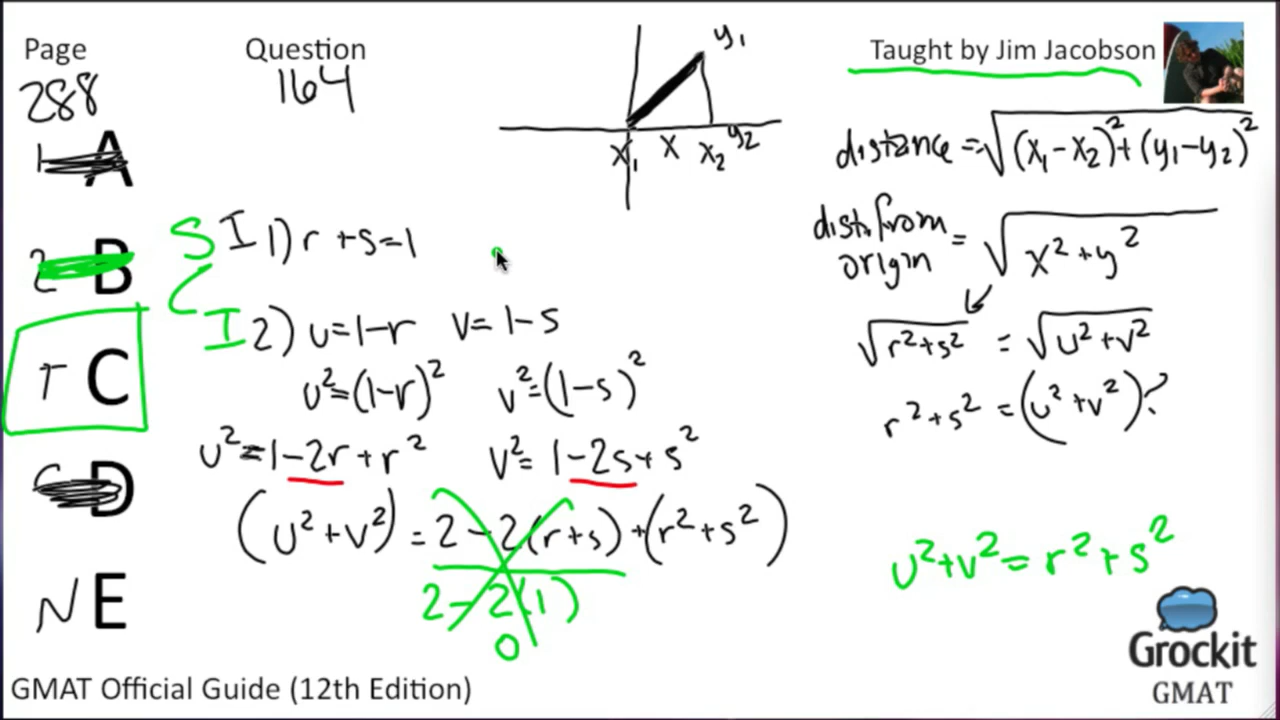 Page
Question
Taught by Jim Jacobson
288
164
y₁
x₁ x x₂ y₂
distance = √(x₁-x₂)²+(y₁-y₂)²
1 A
2 B
T C
C D
N E
S I 1) r+s=1
C
I 2) u=1-r v=1-s
u²=(1-r)² v²=(1-s)²
u²=1-2r+r² v²=1-2s+s²
(u²+v²)=2-2(r+s)+(r²+s²)
2-2(1)
0
dist. from origin = √x²+y²
√r²+s² = √u²+v²
r²+s² = (u²+v²)?
u²+v²=r²+s²
Grockit
GMAT
GMAT Official Guide (12th Edition)